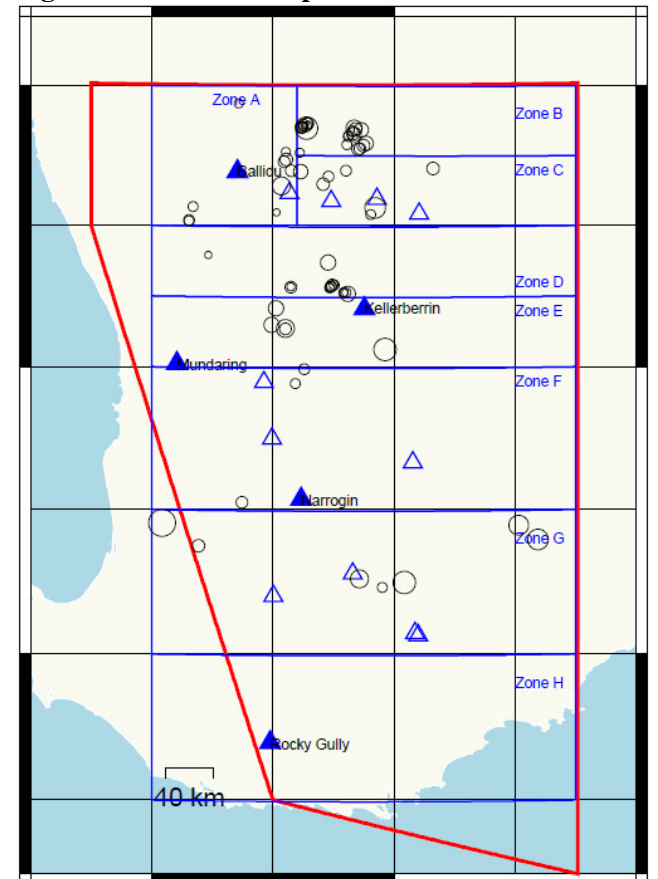 Zone A
Zone B
Ballidu
Zone C
Zone D
Kellerberrin
Zone E
Mundaring
Zone F
Narrogin
Zone G
Zone H
Rocky Gully
40 km